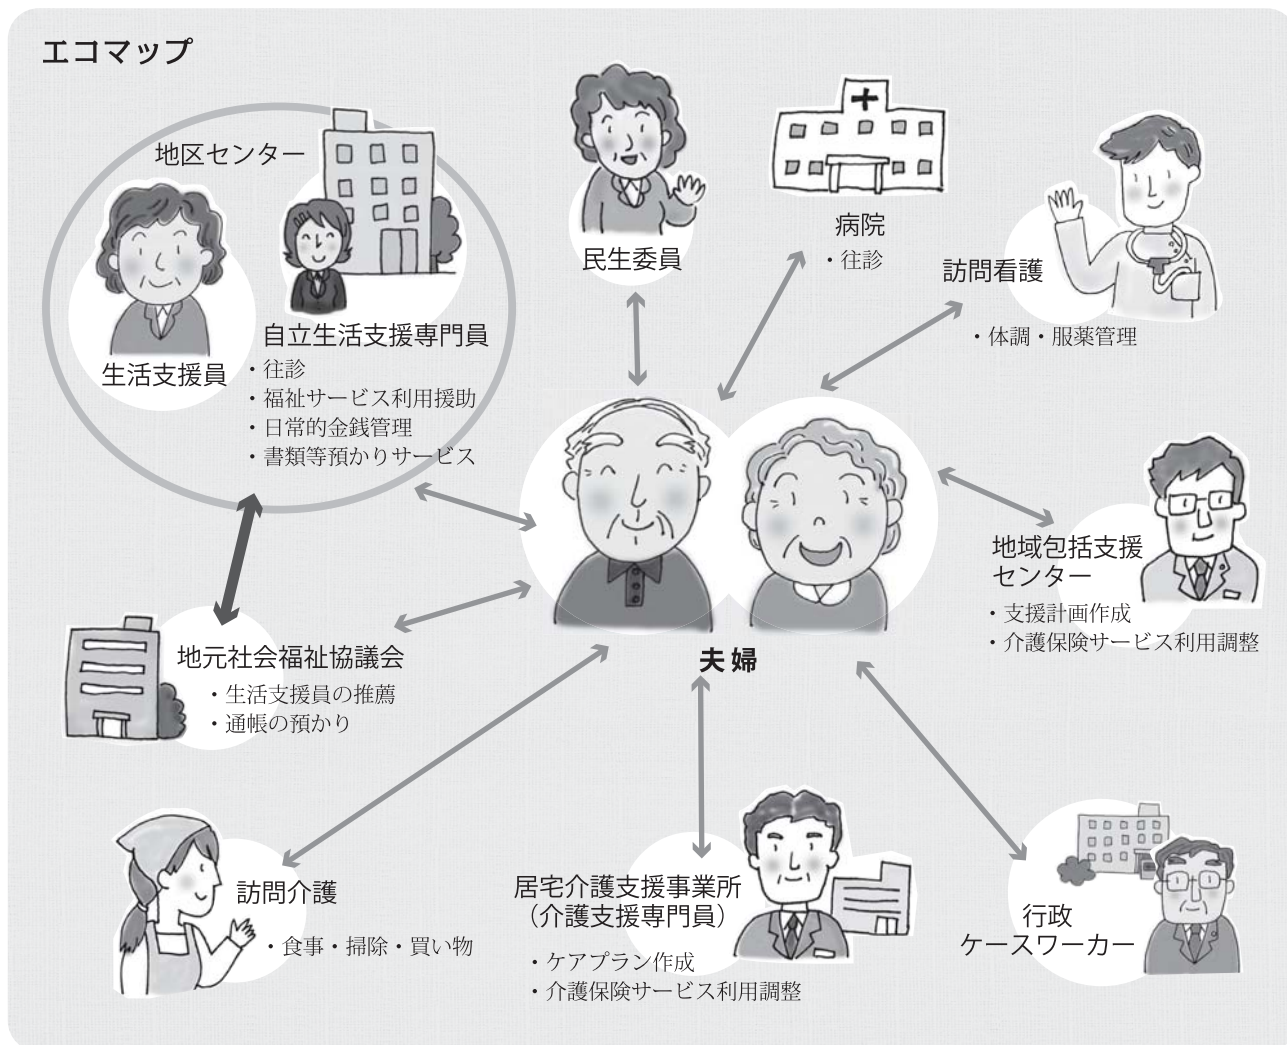 エコマップ
地区センター
生活支援員
自立生活支援専門員
・往診
・福祉サービス利用援助
・日常的金銭管理
・書類等預かりサービス
民生委員
病院
・往診
訪問看護
・体調・服薬管理
地域包括支援
センター
・支援計画作成
・介護保険サービス利用調整
夫婦
地元社会福祉協議会
・生活支援員の推薦
・通帳の預かり
訪問介護
・食事・掃除・買い物
居宅介護支援事業所
（介護支援専門員）
・ケアプラン作成
・介護保険サービス利用調整
行政
ケースワーカー